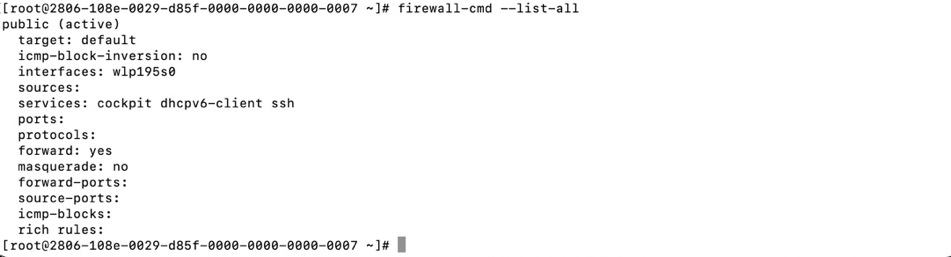 [root@2806-108e-0029-d85f-0000-0000-0000-0007 ~]# firewall-cmd --list-all
public (active)
  target: default
  icmp-block-inversion: no
  interfaces: wlp195s0
  sources:
  services: cockpit dhcpv6-client ssh
  ports:
  protocols:
  forward: yes
  masquerade: no
  forward-ports:
  source-ports:
  icmp-blocks:
  rich rules:
[root@2806-108e-0029-d85f-0000-0000-0000-0007 ~]#